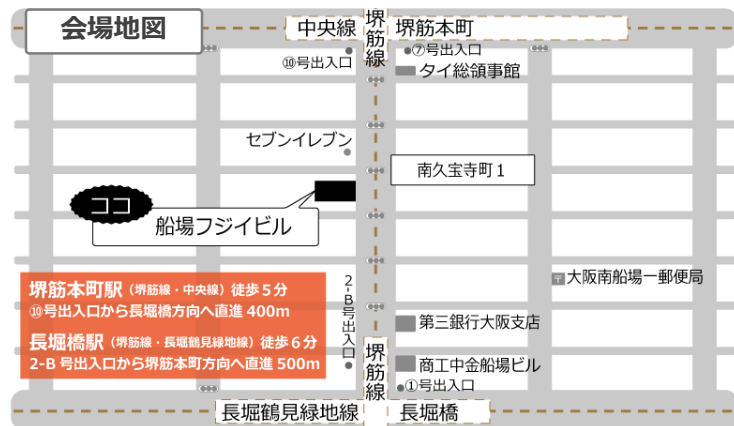 会場地図
中央線
堺筋線
堺筋本町
⑩号出入口
⑦号出入口
タイ総領事館
セブンイレブン
南久宝寺町1
ココ
船場フジイビル
大阪南船場一郵便局
堺筋本町駅(堺筋線・中央線)徒歩5分
⑩号出入口から長堀橋方向へ直進 400m
長堀橋駅(堺筋線・長堀鶴見緑地線)徒歩6分
2-B 号出入口から堺筋本町方向へ直進 500m
2-B号出入口
第三銀行大阪支店
堺筋線
商工中金船場ビル
①号出入口
長堀鶴見緑地線
長堀橋